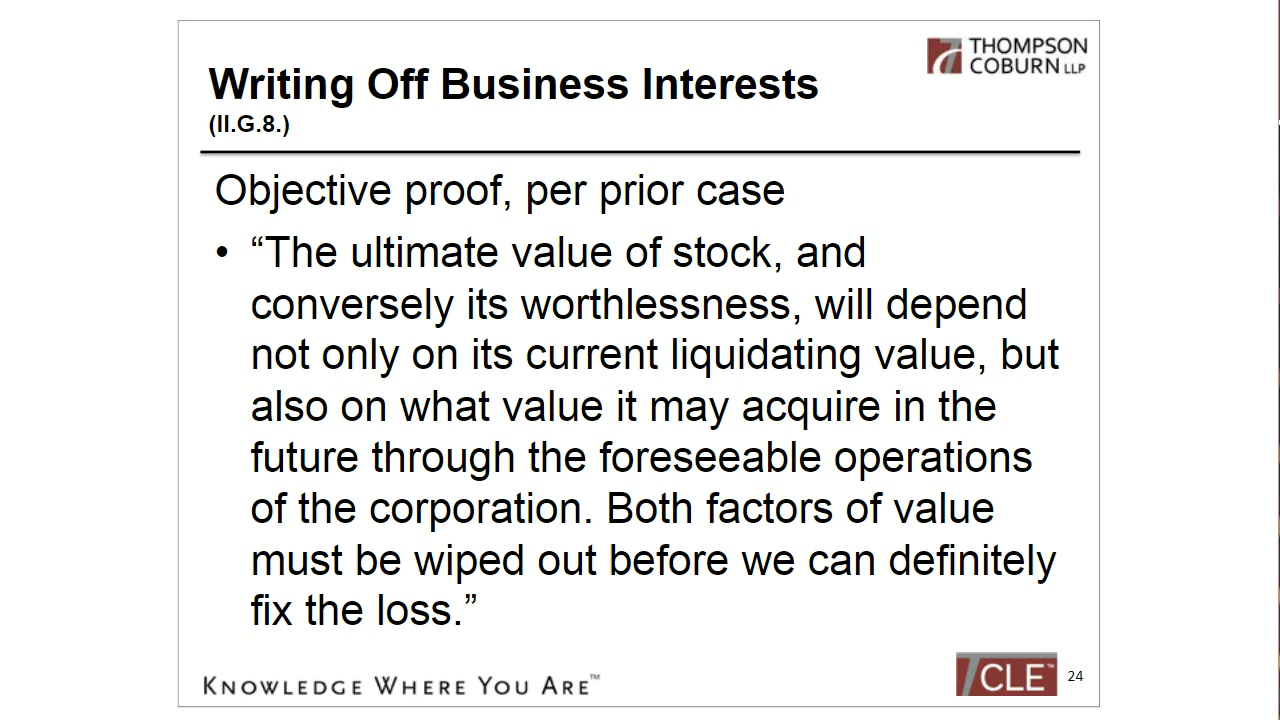 THOMPSON
COBURN LLP
Writing Off Business Interests
(II.G.8.)
Objective proof, per prior case
• “The ultimate value of stock, and
conversely its worthlessness, will depend
not only on its current liquidating value, but
also on what value it may acquire in the
future through the foreseeable operations
of the corporation. Both factors of value
must be wiped out before we can definitely
fix the loss.”
KNOWLEDGE WHERE YOU ARE™
CLE™
24